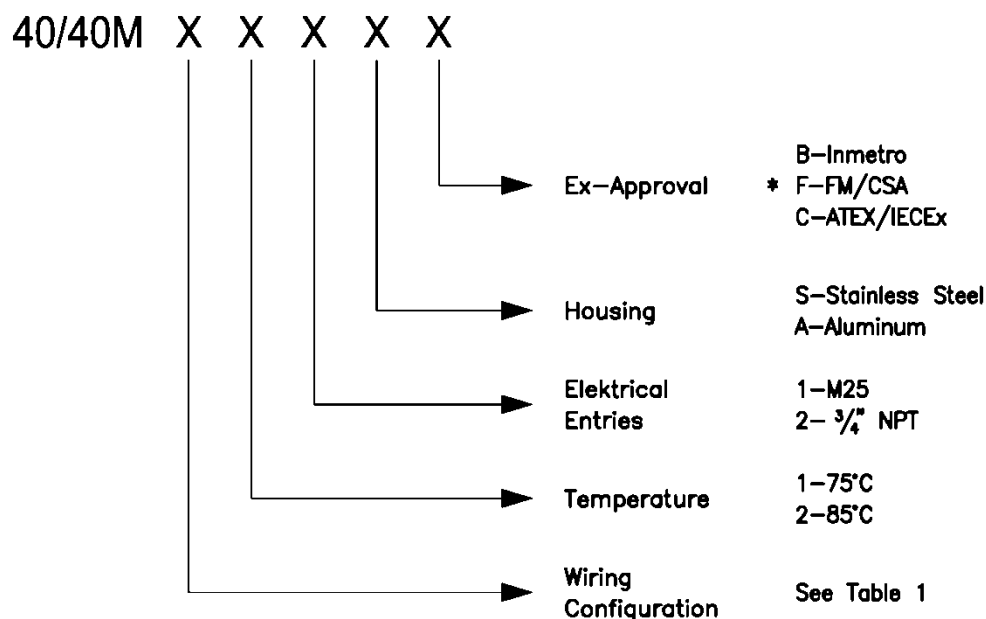 40/40M X X X X X
B-Inmetro
Ex-Approval * F-FM/CSA
C-ATEX/IECEx
S-Stainless Steel
Housing
A-Aluminum
Elektrical 1-M25
Entries 2- 3/4" NPT
Temperature
1-75°C
2-85°C
Wiring
Configuration
See Table 1